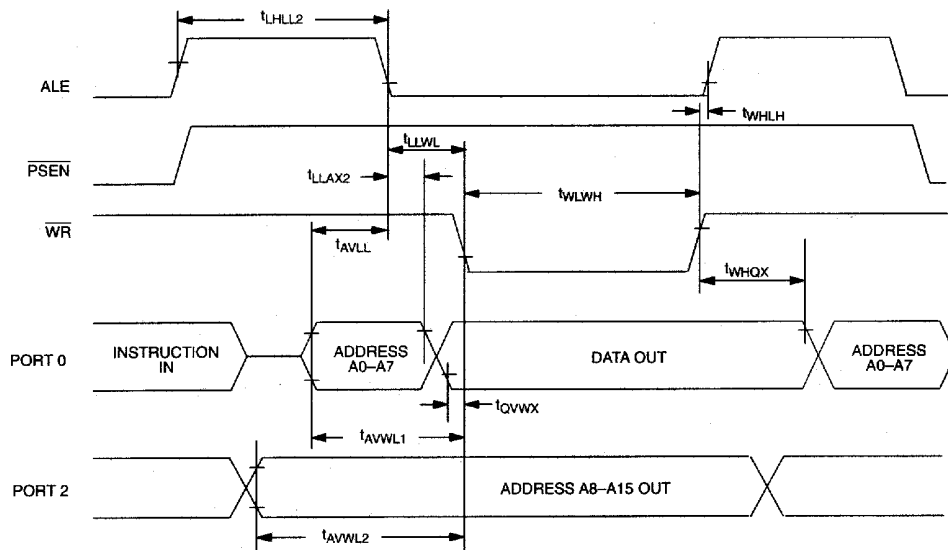 tLHLL2
ALE
tWHLH
tLLWL
PSEN
tLLAX2
tWLWH
WR
tAVLL
tWHQX
PORT 0
INSTRUCTION
IN
ADDRESS
A0–A7
DATA OUT
ADDRESS
A0–A7
tQVWX
tAVWL1
PORT 2
ADDRESS A8–A15 OUT
tAVWL2